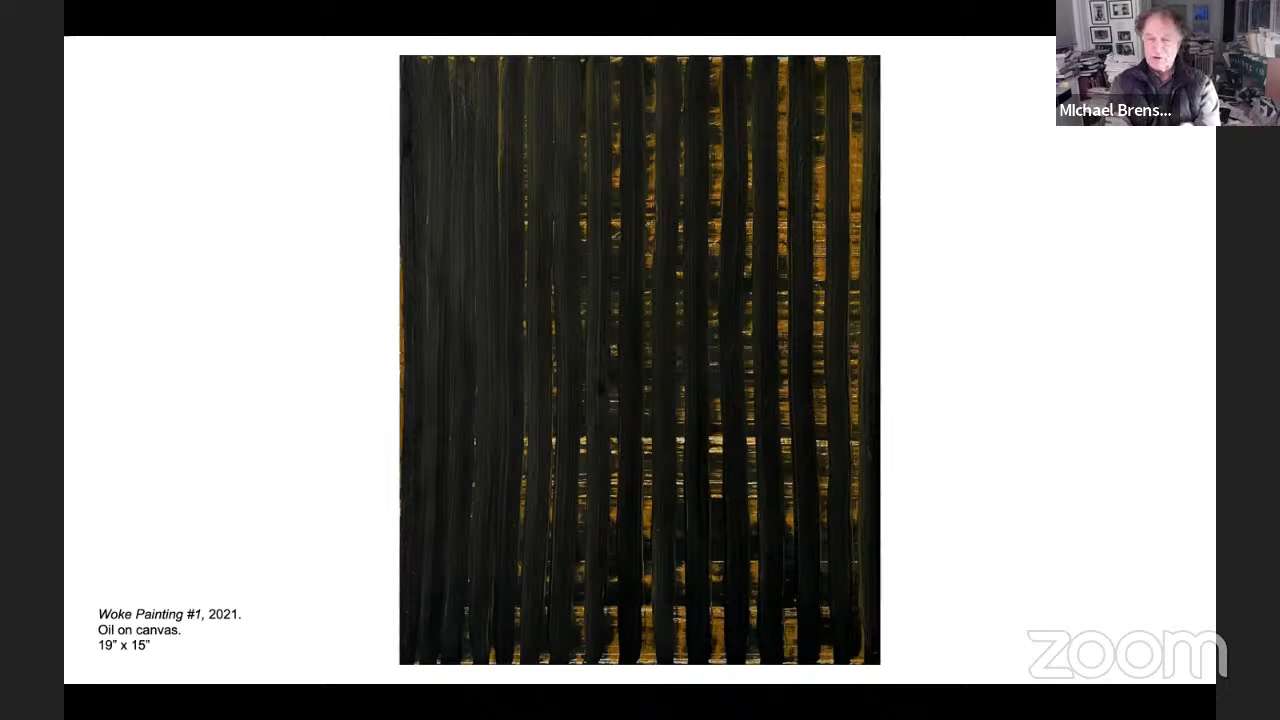 MIchael Brens...
Woke Painting #1, 2021.
Oil on canvas.
19" x 15"
zoom